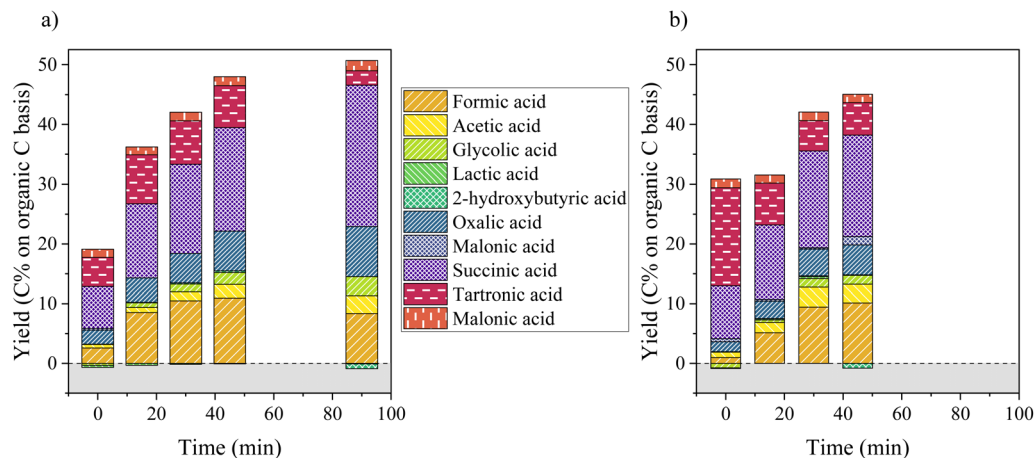 a)
Yield (C% on organic C basis)
50
40
30
20
10
0
0
20
40
60
80
100
Time (min)
Formic acid
Acetic acid
Glycolic acid
Lactic acid
2-hydroxybutyric acid
Oxalic acid
Malonic acid
Succinic acid
Tartronic acid
Malonic acid
b)
Yield (C% on organic C basis)
50
40
30
20
10
0
0
20
40
60
80
100
Time (min)